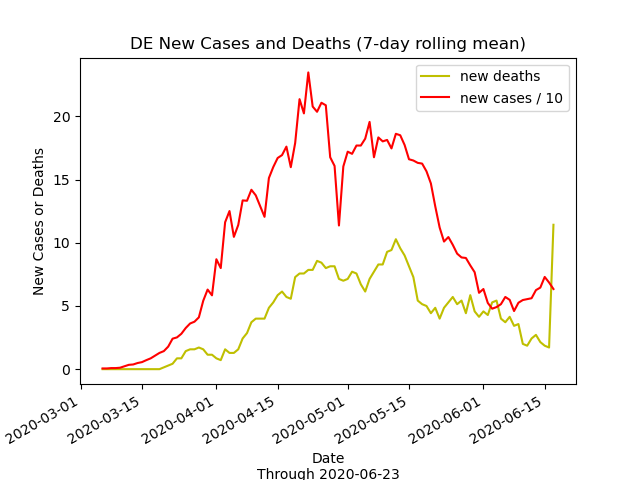 DE New Cases and Deaths (7-day rolling mean)
new deaths
new cases / 10
New Cases or Deaths
20
15
10
5
0
2020-03-01
2020-03-15
2020-04-01
2020-04-15
2020-05-01
2020-05-15
2020-06-01
2020-06-15
Date
Through 2020-06-23